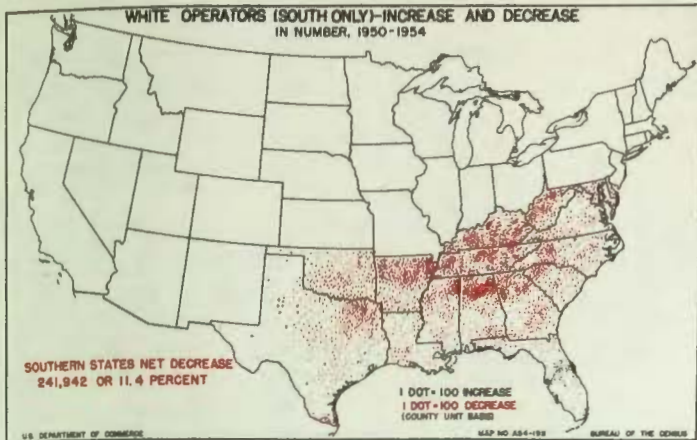 WHITE OPERATORS (SOUTH ONLY)-INCREASE AND DECREASE
IN NUMBER, 1950-1954
SOUTHERN STATES NET DECREASE
241,942 OR 11.4 PERCENT
1 DOT=100 INCREASE
1 DOT=100 DECREASE
(COUNTY UNIT BASIS)
U.S. DEPARTMENT OF COMMERCE
MAP NO. A54-195
BUREAU OF THE CENSUS